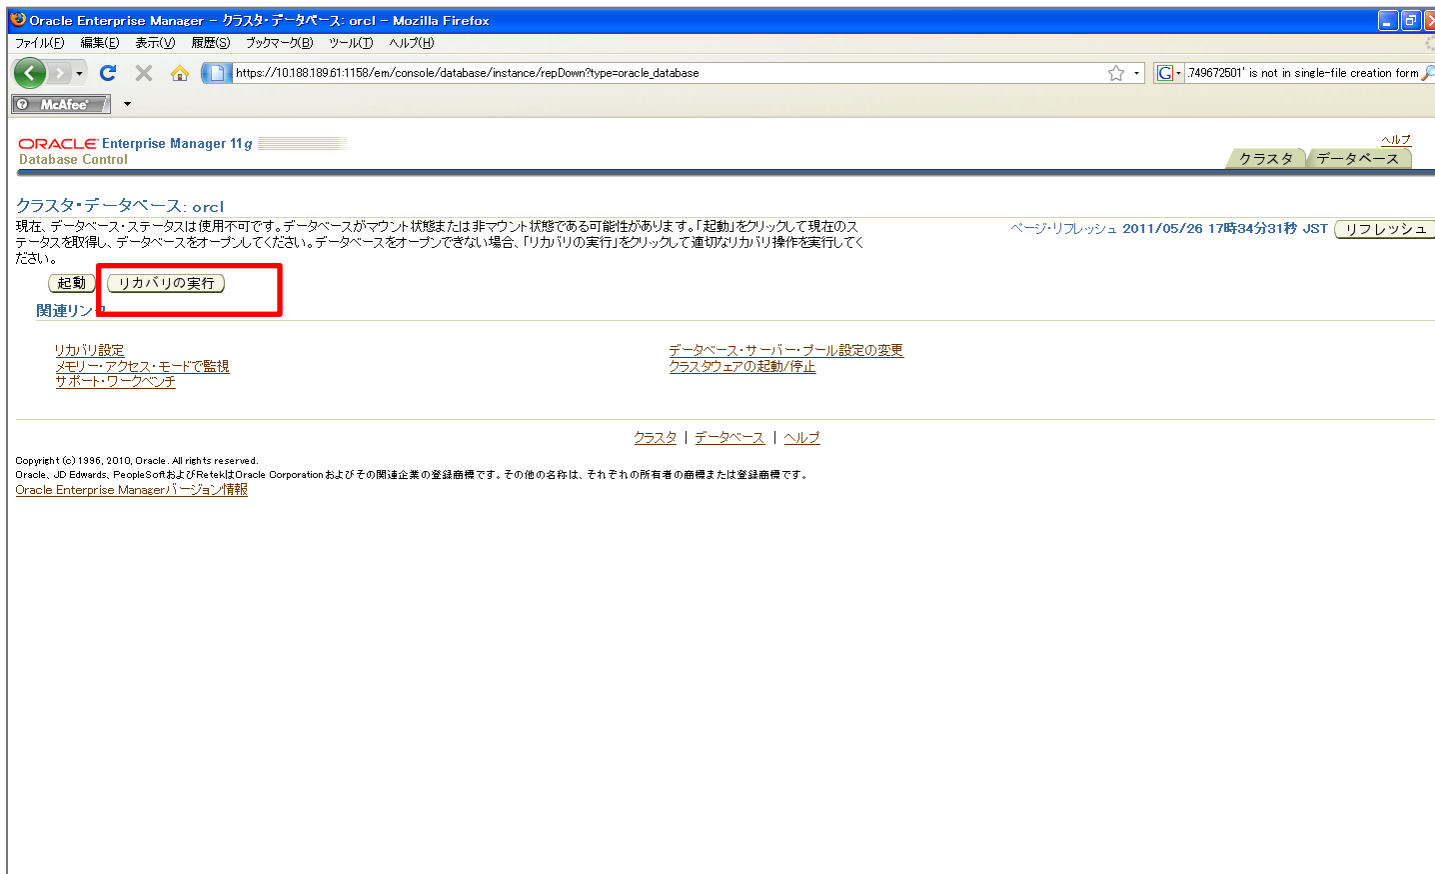 Oracle Enterprise Manager - クラスタ・データベース: orcl - Mozilla Firefox
ファイル(F) 編集(E) 表示(V) 履歴(S) ブックマーク(B) ツール(T) ヘルプ(H)
https://10.188.189.61:1158/em/console/database/instance/repDown?type=oracle_database
G
749672501' is not in single-file creation form
McAfee
ORACLE Enterprise Manager 11g
Database Control
ヘルプ
クラスタ データベース
クラスタ・データベース: orcl
現在、データベース・ステータスは使用不可です。データベースがマウント状態または非マウント状態である可能性があります。「起動」をクリックして現在のス
テータスを取得し、データベースをオープンしてください。データベースをオープンできない場合、「リカバリの実行」をクリックして適切なリカバリ操作を実行してく
ださい。
ページ・リフレッシュ 2011/05/26 17時34分31秒 JST リフレッシュ
起動 リカバリの実行
関連リンク
リカバリ設定
メモリー・アクセス・モードで監視
サポート・ワークベンチ
データベース・サーバー・プール設定の変更
クラスタウェアの起動/停止
クラスタ | データベース | ヘルプ
Copyright (c) 1996, 2010, Oracle. All rights reserved.
Oracle、JD Edwards、PeopleSoftおよびRetekはOracle Corporationおよびその関連企業の登録商標です。その他の名称は、それぞれの所有者の商標または登録商標です。
Oracle Enterprise Managerバージョン情報